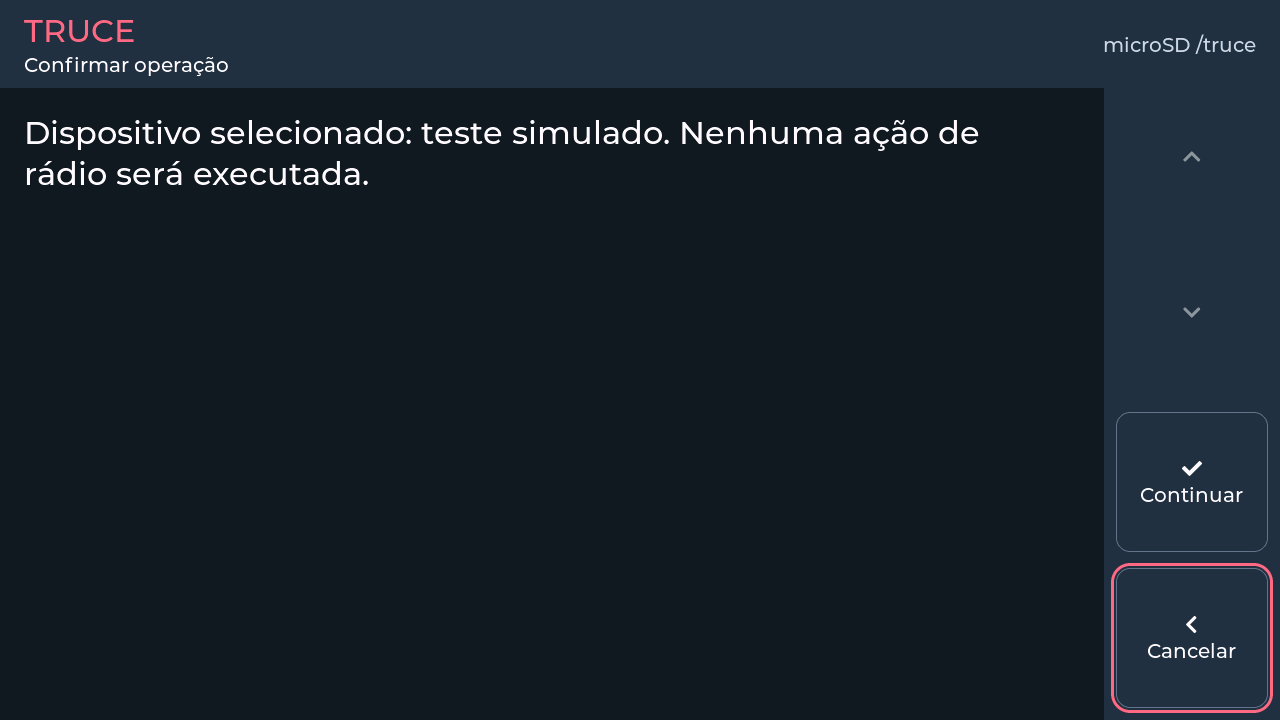 TRUCE
Confirmar operação
microSD /truce
Dispositivo selecionado: teste simulado. Nenhuma ação de
rádio será executada.
Continuar
Cancelar